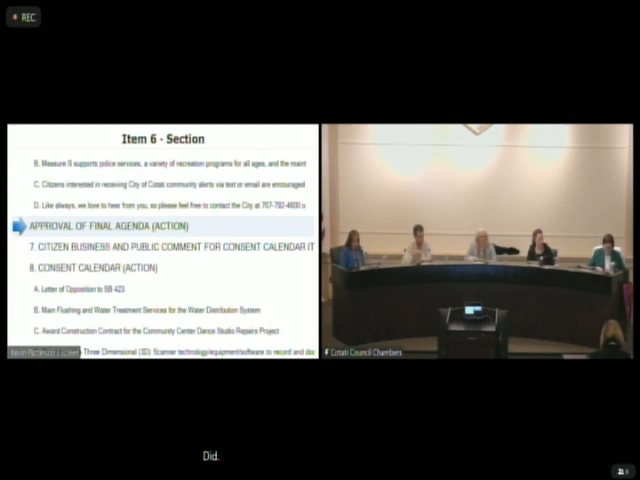 REC
Item 6 - Section
B. Measure S supports police services, a variety of recreation programs for all ages, and the maint
C. Citizens interested in receiving City of Cotati community alerts via text or email are encouraged
D. Like always, we love to hear from you, so please feel free to contact the City at 707-792-4600 o
APPROVAL OF FINAL AGENDA (ACTION)
7. CITIZEN BUSINESS AND PUBLIC COMMENT FOR CONSENT CALENDAR IT
8. CONSENT CALENDAR (ACTION)
A. Letter of Opposition to SB 423
B. Main Flushing and Water Treatment Services for the Water Distribution System
C. Award Construction Contract for the Community Center Dance Studio Repairs Project
Three Dimensional (3D) Scanner technology/equipment/software to record and doc
Kevin Patterson's screen
Cotati Council Chambers
Did.